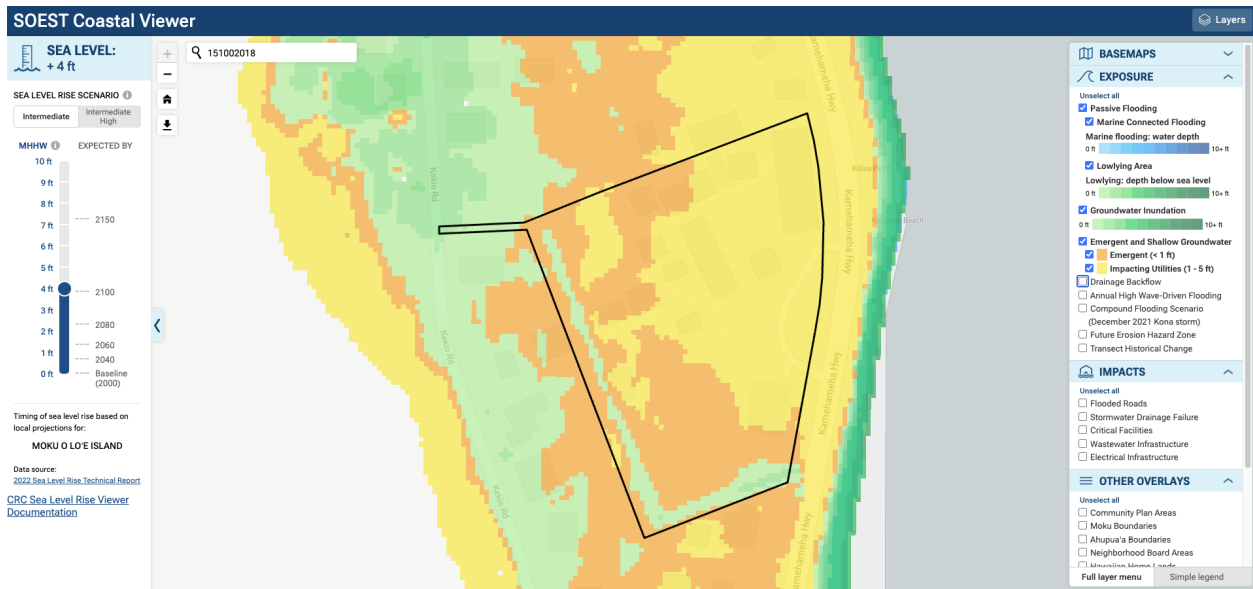 SOEST Coastal Viewer
Layers
SEA LEVEL:
+ 4 ft
SEA LEVEL RISE SCENARIO
Intermediate
Intermediate High
MHHW
EXPECTED BY
10 ft
9 ft
8 ft
2150
7 ft
6 ft
5 ft
4 ft
2100
3 ft
2080
2 ft
2060
1 ft
2040
0 ft
Baseline
(2000)
Timing of sea level rise based on
local projections for:
MOKU O LO'E ISLAND
Data source:
2022 Sea Level Rise Technical Report
CRC Sea Level Rise Viewer
Documentation
151002018
Kekio Rd
Kekio Rd
Kekio Rd
Kamehameha Hwy
Kamehameha Hwy
Kamehameha Hwy
Beach
BASEMAPS
EXPOSURE
Unselect all
Passive Flooding
Marine Connected Flooding
Marine flooding: water depth
0 ft 10+ ft
Lowlying Area
Lowlying: depth below sea level
0 ft 10+ ft
Groundwater Inundation
0 ft 10+ ft
Emergent and Shallow Groundwater
Emergent (< 1 ft)
Impacting Utilities (1 - 5 ft)
Drainage Backflow
Annual High Wave-Driven Flooding
Compound Flooding Scenario
(December 2021 Kona storm)
Future Erosion Hazard Zone
Transect Historical Change
IMPACTS
Unselect all
Flooded Roads
Stormwater Drainage Failure
Critical Facilities
Wastewater Infrastructure
Electrical Infrastructure
OTHER OVERLAYS
Unselect all
Community Plan Areas
Moku Boundaries
Ahupua'a Boundaries
Neighborhood Board Areas
Hawaiian Home Lands
Full layer menu
Simple legend